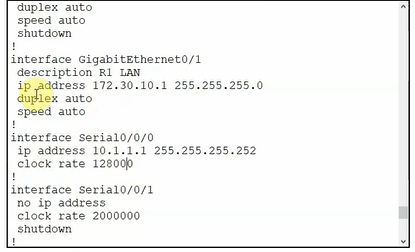 duplex auto
speed auto
shutdown
!
interface GigabitEthernet0/1
description R1 LAN
ip address 172.30.10.1 255.255.255.0
duplex auto
speed auto
!
interface Serial0/0/0
ip address 10.1.1.1 255.255.255.252
clock rate 128000
!
interface Serial0/0/1
no ip address
clock rate 2000000
shutdown
!